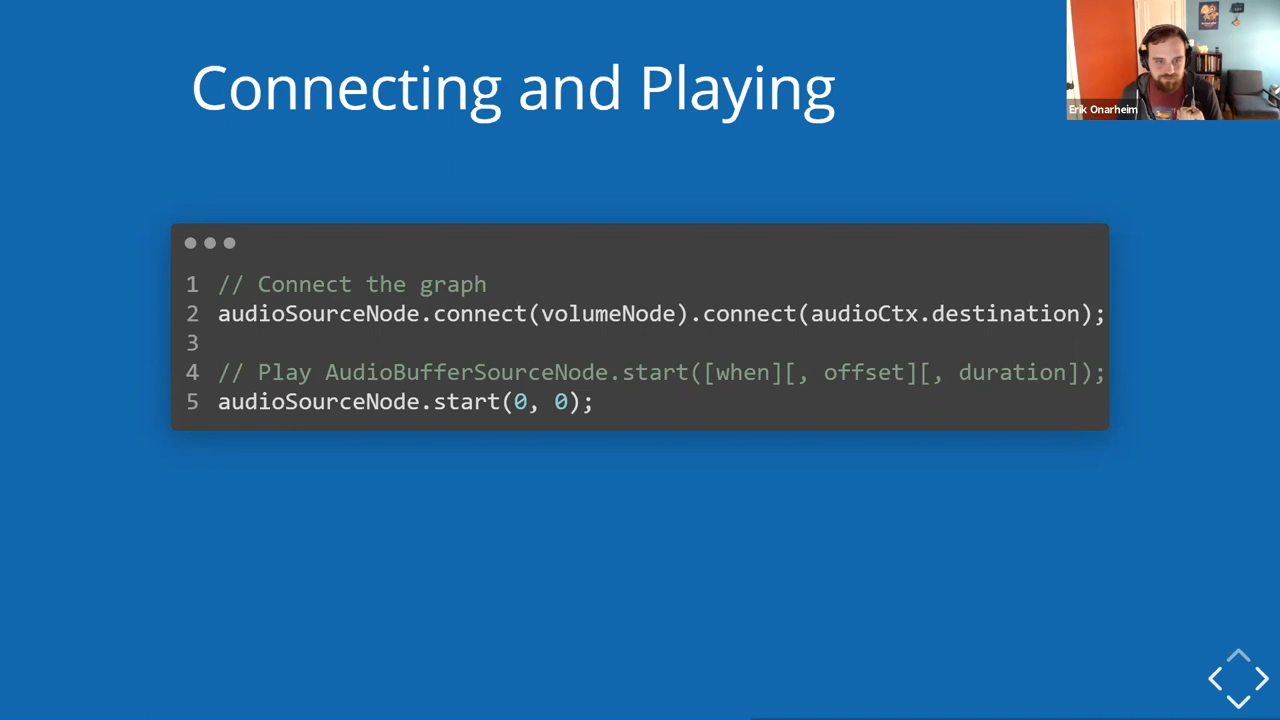 Connecting and Playing
Erik Onarheim
1 // Connect the graph
2 audioSourceNode.connect(volumeNode).connect(audioCtx.destination);
3
4 // Play AudioBufferSourceNode.start([when][, offset][, duration]);
5 audioSourceNode.start(0, 0);